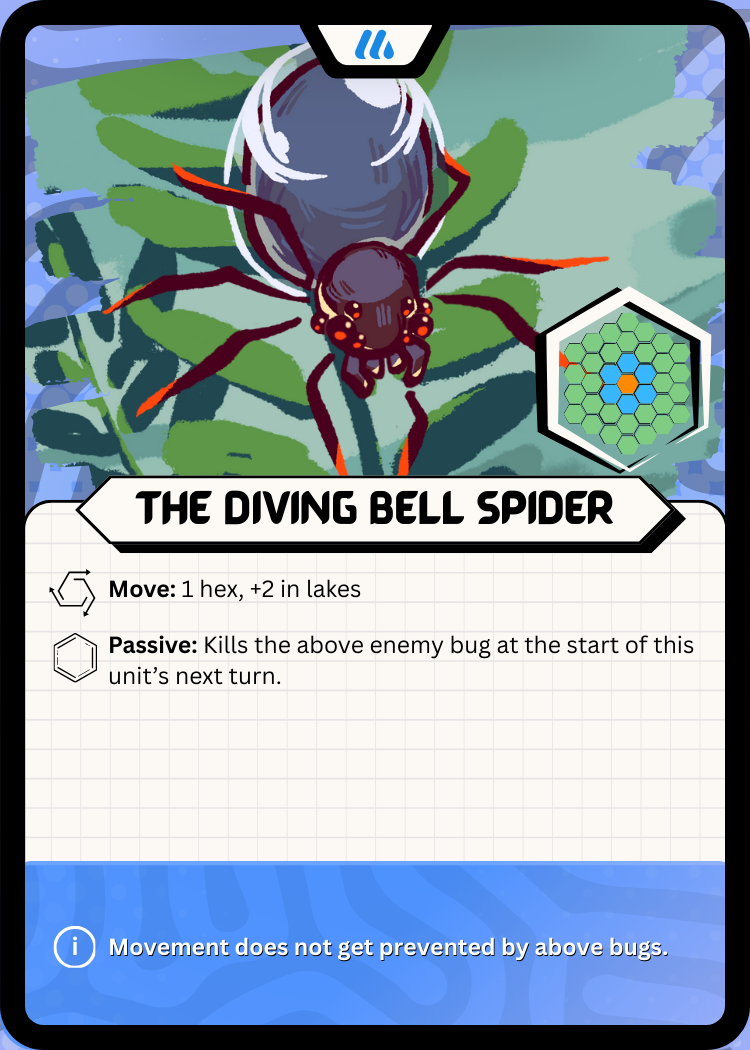 THE DIVING BELL SPIDER
Move: 1 hex, +2 in lakes
Passive: Kills the above enemy bug at the start of this
unit’s next turn.
i Movement does not get prevented by above bugs.